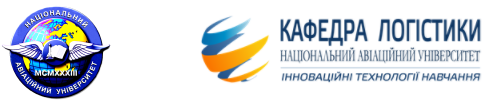 НАЦІОНАЛЬНИЙ
MCMXXXIII
АВІАЦІЙНИЙ УНІВЕРСИТЕТ
КАФЕДРА ЛОГІСТИКИ
НАЦІОНАЛЬНИЙ АВІАЦІЙНИЙ УНІВЕРСИТЕТ
ІННОВАЦІЙНІ ТЕХНОЛОГІЇ НАВЧАННЯ